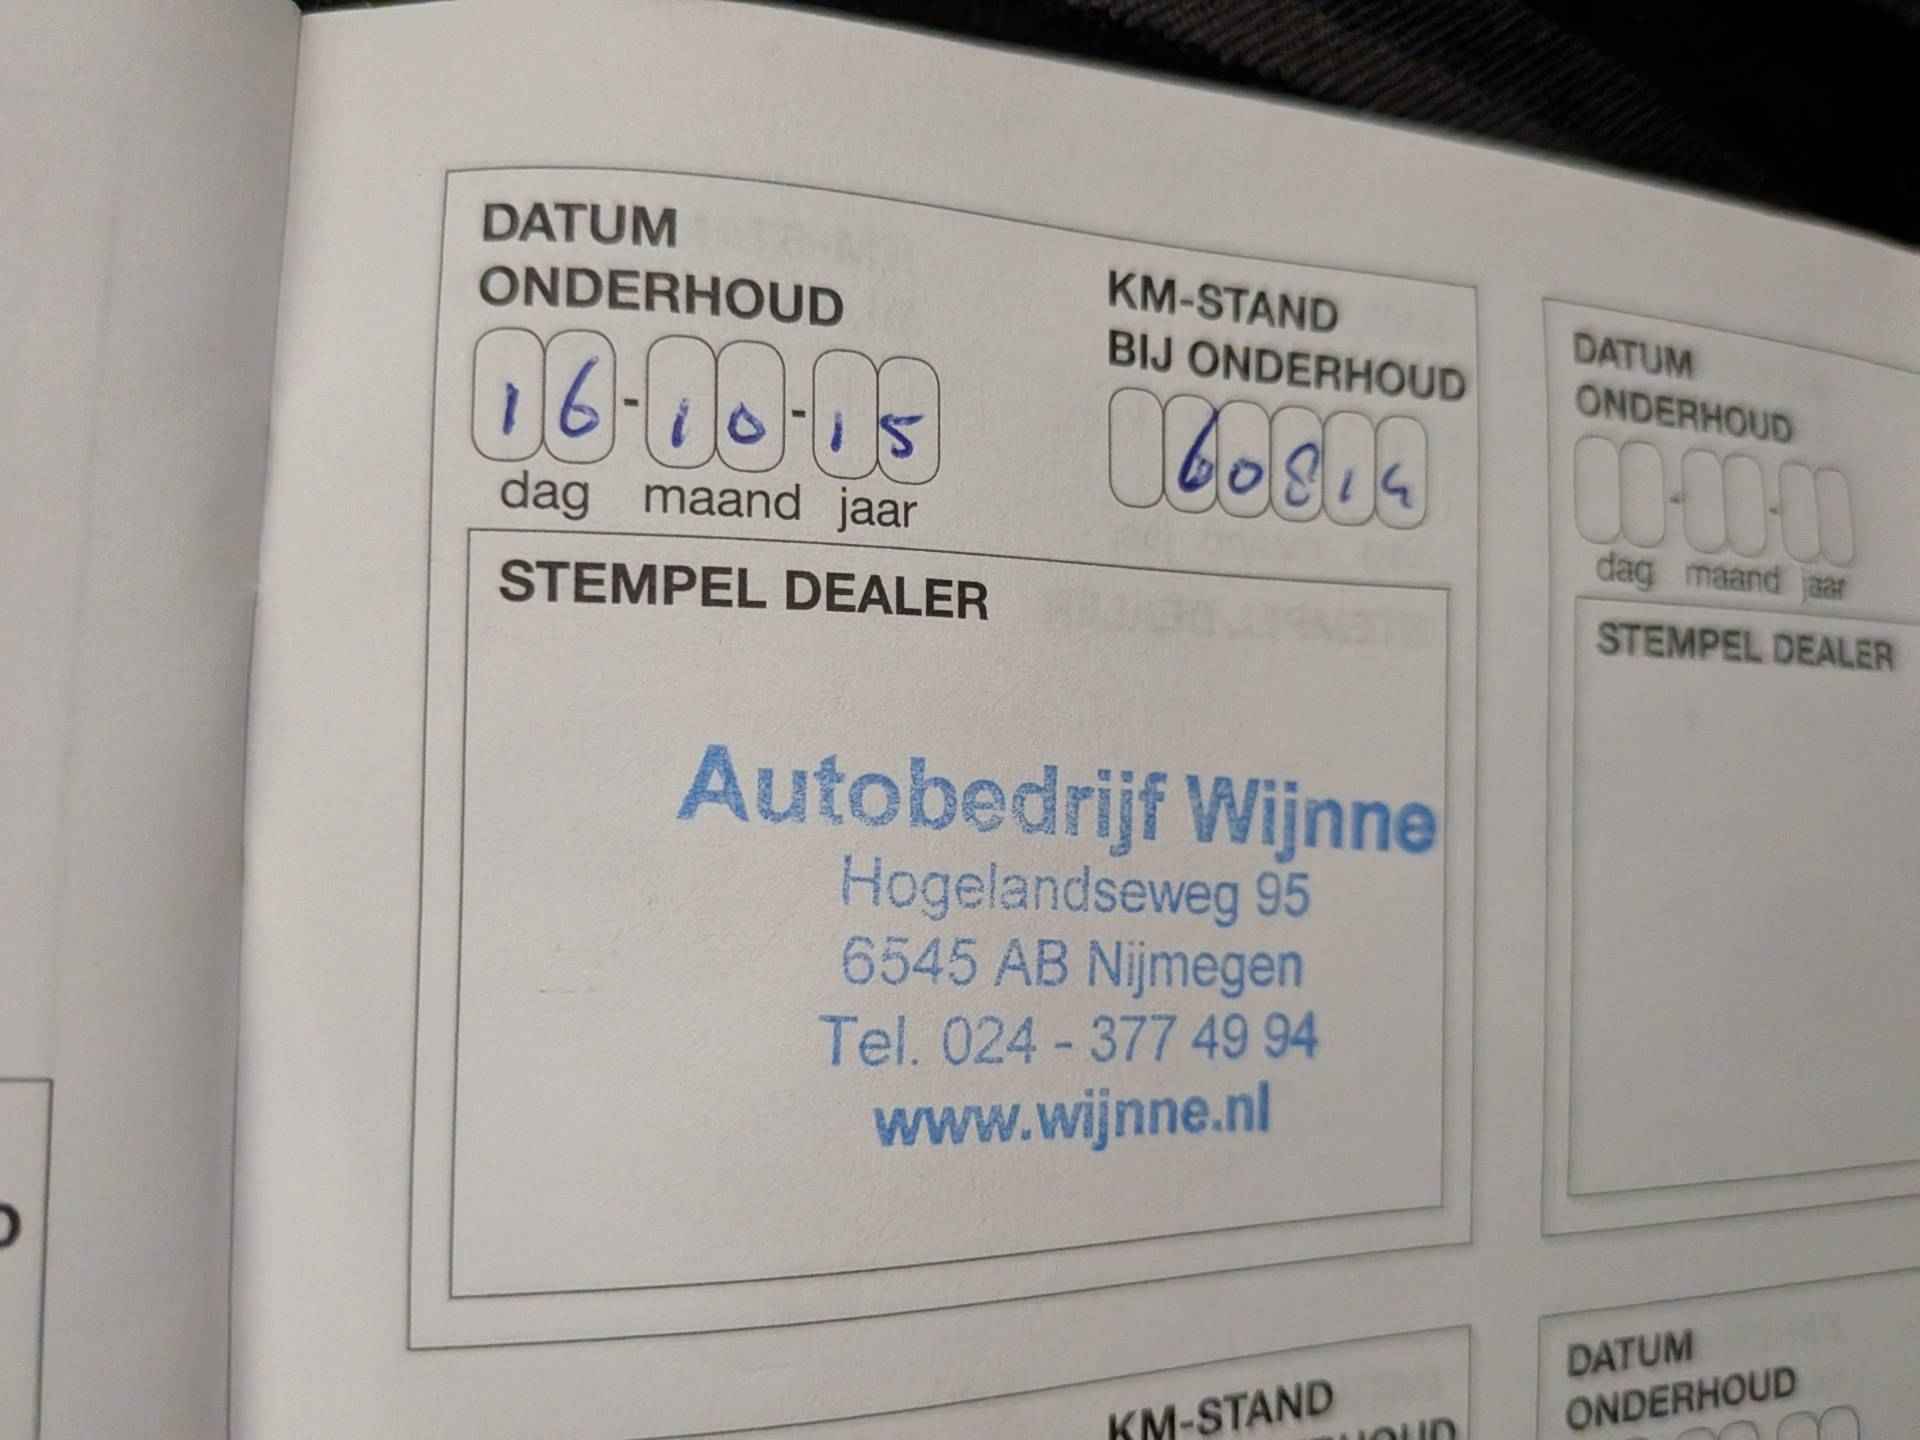 DATUM
ONDERHOUD
16-10-15
dag maand jaar
KM-STAND
BIJ ONDERHOUD
60814
STEMPEL DEALER
Autobedrijf Wijnne
Hogelandseweg 95
6545 AB Nijmegen
Tel. 024 - 377 49 94
www.wijnne.nl
DATUM
ONDERHOUD
dag maand jaar
STEMPEL DEALER
KM-STAND
DATUM
ONDERHOUD